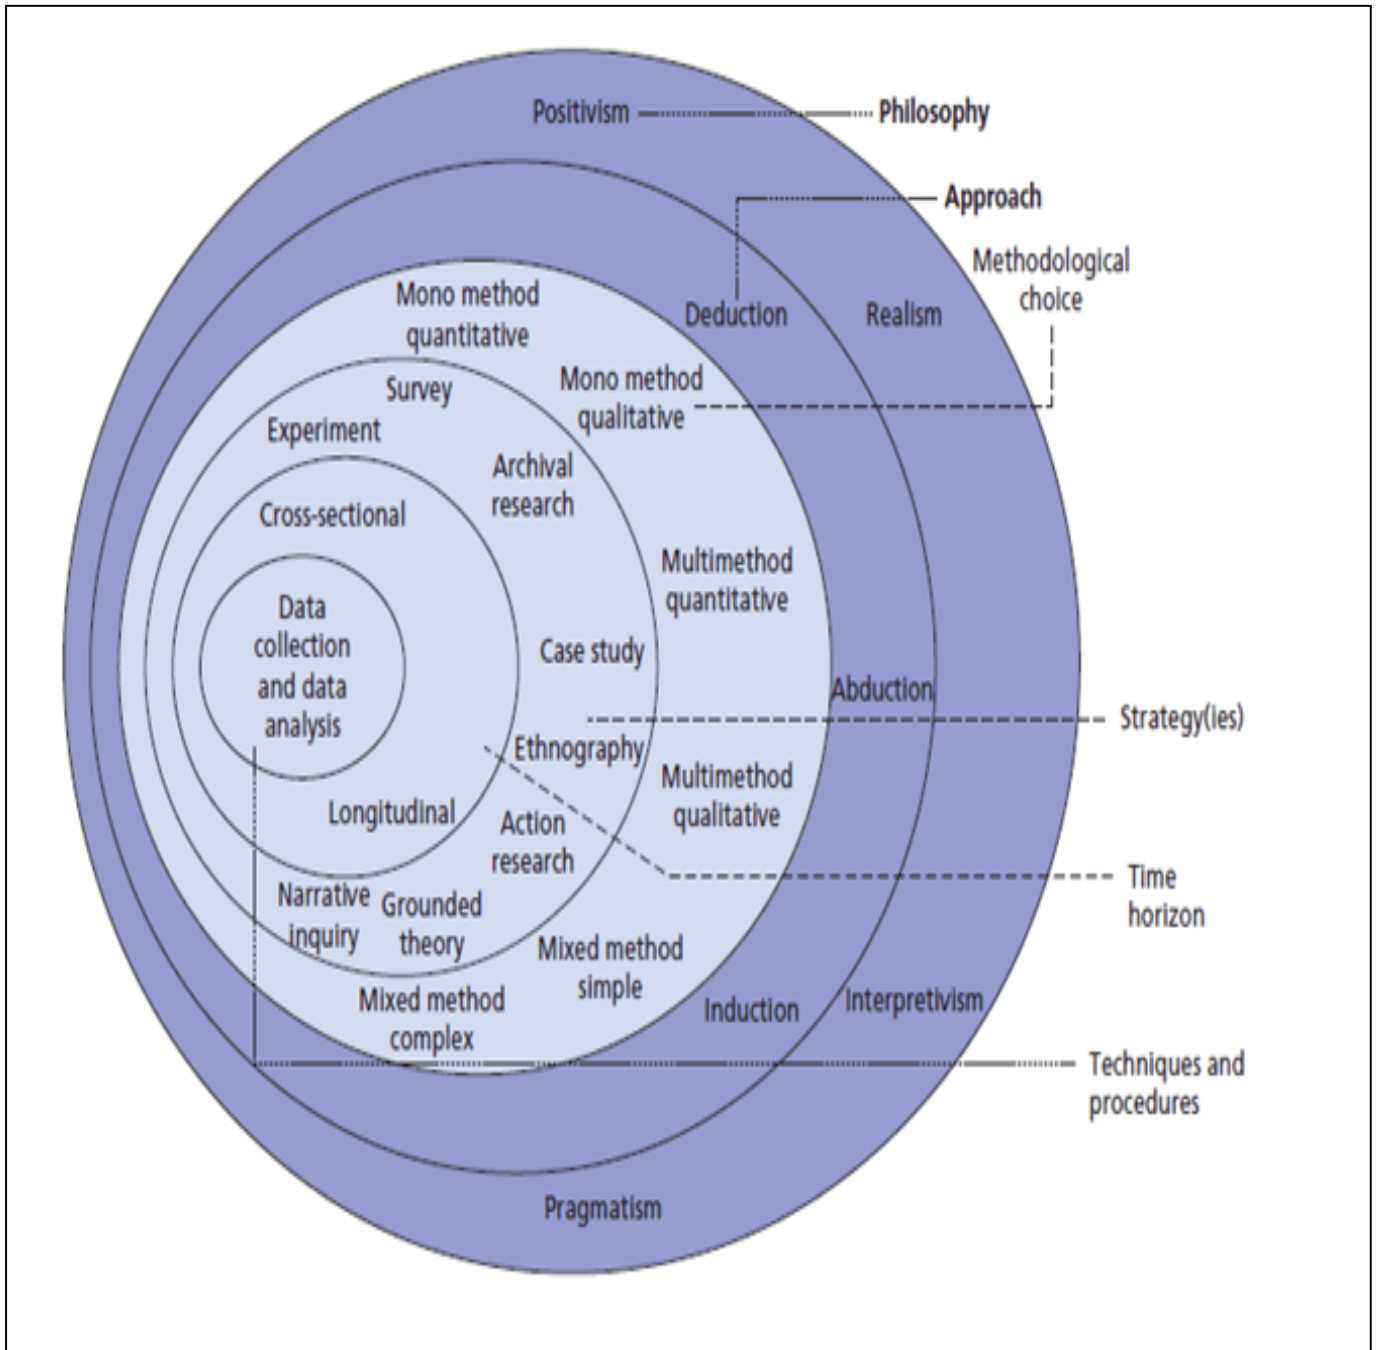 Positivism
Philosophy
Approach
Methodological
choice
Mono method
quantitative
Deduction
Realism
Mono method
qualitative
Survey
Experiment
Archival
research
Cross-sectional
Multimethod
quantitative
Data
collection
and data
analysis
Case study
Abduction
Strategy(ies)
Ethnography
Multimethod
qualitative
Longitudinal
Action
research
Time
horizon
Narrative
inquiry
Grounded
theory
Mixed method
simple
Mixed method
complex
Induction
Interpretivism
Techniques and
procedures
Pragmatism